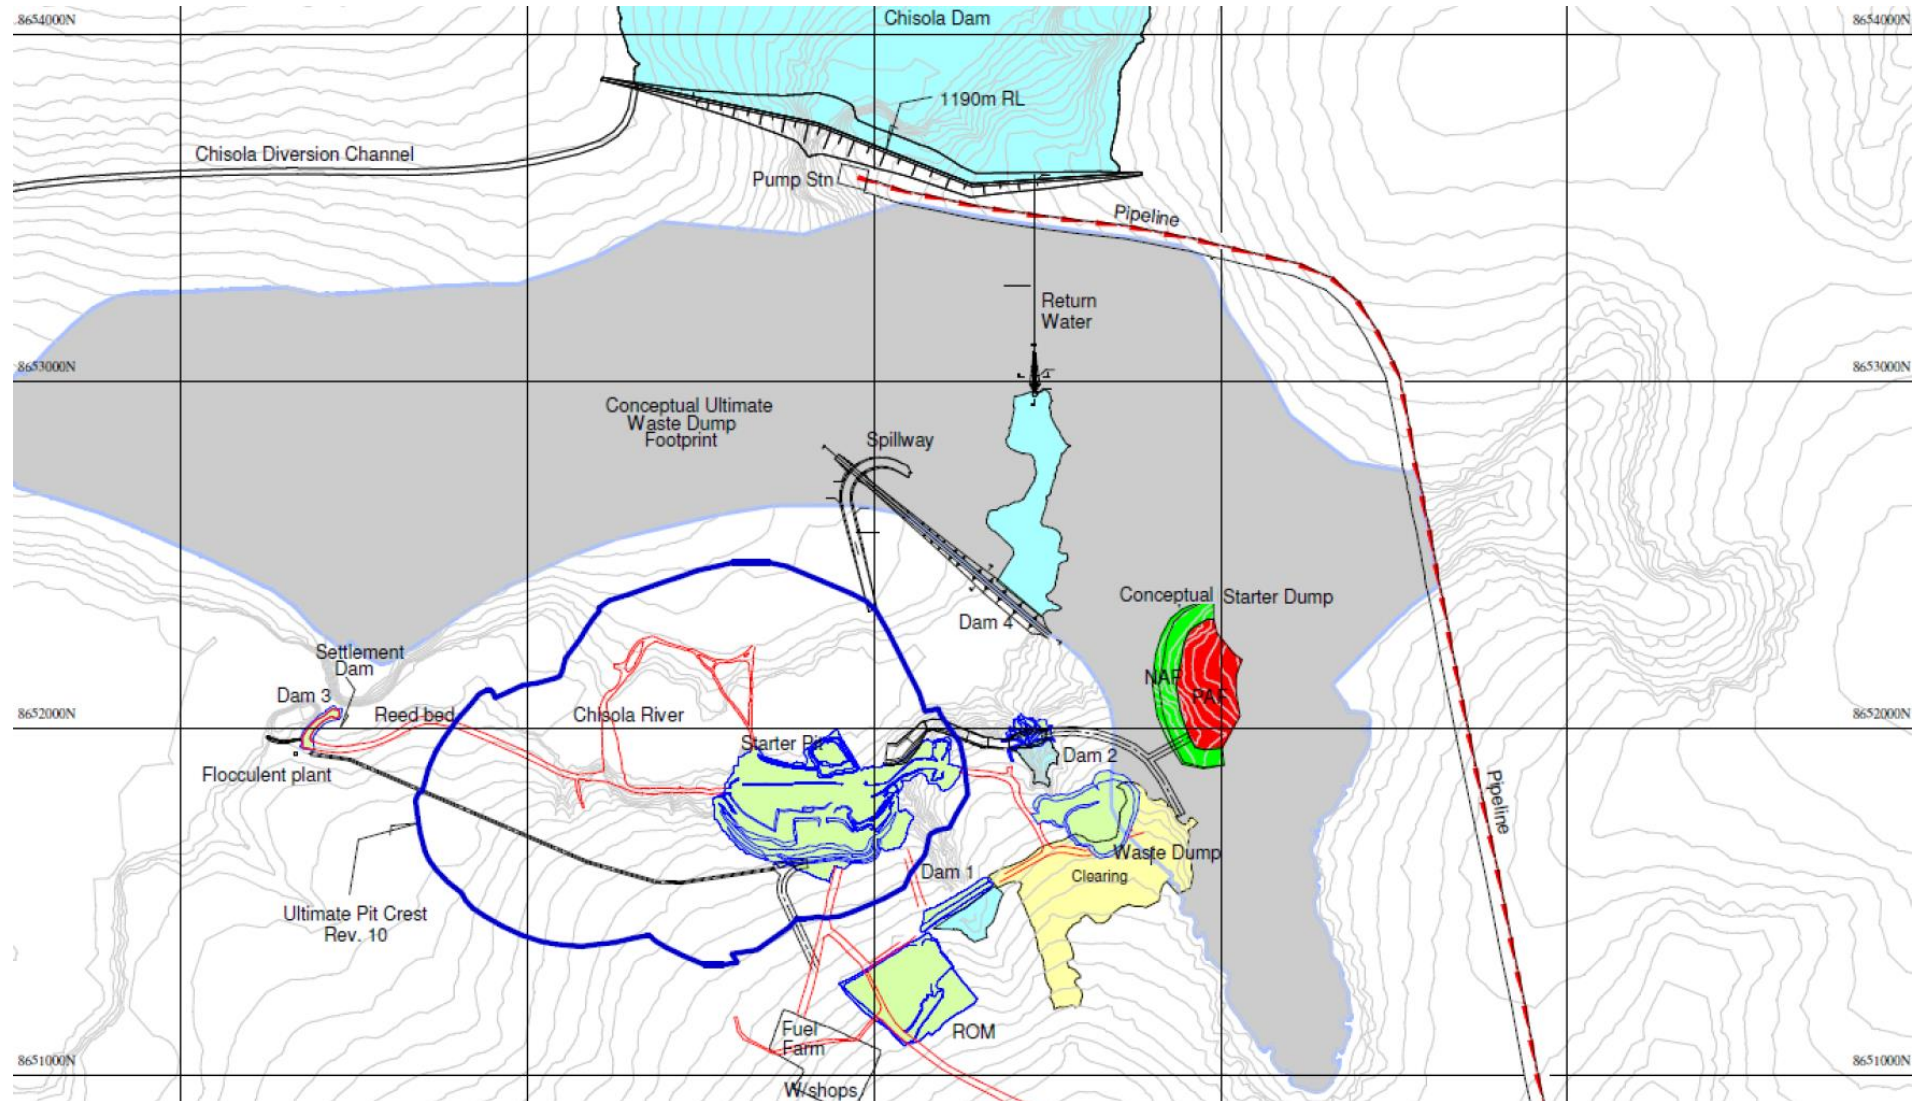 8654000N
Chisola Dam
8654000N
1190m RL
Chisola Diversion Channel
Pump Stn
Pipeline
Return
Water
8653000N
8653000N
Conceptual Ultimate
Waste Dump
Footprint
Spillway
Conceptual Starter Dump
Dam 4
Settlement
Dam
NAF
PAF
Dam 3
Reed bed
Chisola River
8652000N
8652000N
Starter Pit
Dam 2
Flocculent plant
Pipeline
Waste Dump
Dam 1
Clearing
Ultimate Pit Crest
Rev. 10
Fuel
Farm
ROM
8651000N
8651000N
W/shops